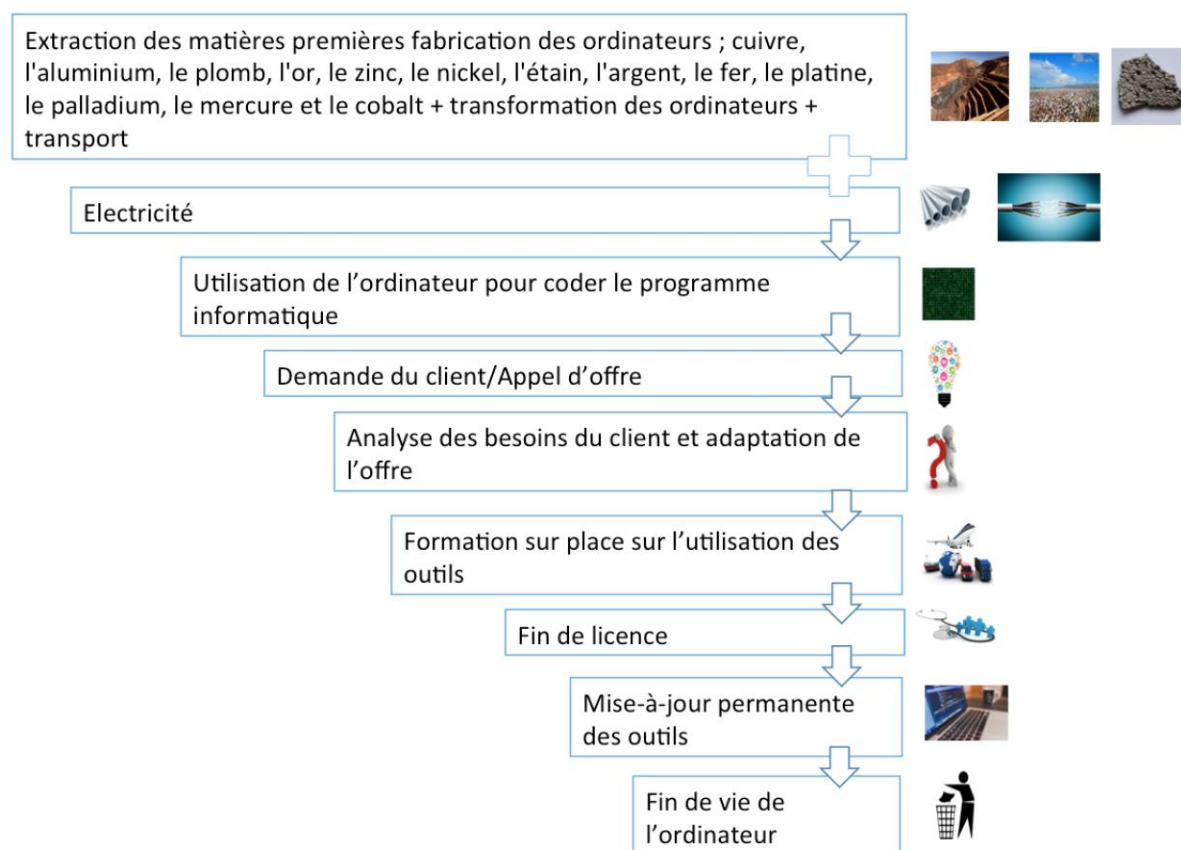 Extraction des matières premières fabrication des ordinateurs ; cuivre,
l'aluminium, le plomb, l'or, le zinc, le nickel, l'étain, l'argent, le fer, le platine,
le palladium, le mercure et le cobalt + transformation des ordinateurs +
transport
Electricité
Utilisation de l’ordinateur pour coder le programme
informatique
Demande du client/Appel d’offre
Analyse des besoins du client et adaptation de
l’offre
Formation sur place sur l’utilisation des
outils
Fin de licence
Mise-à-jour permanente
des outils
Fin de vie de
l’ordinateur